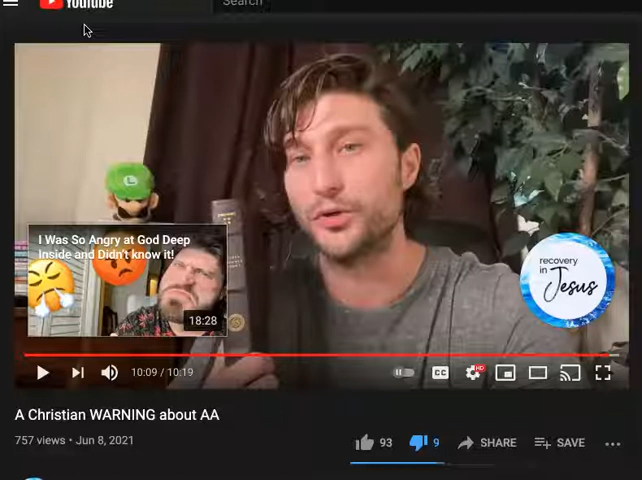 YouTube
Search
I Was So Angry at God Deep
Inside and Didn't know it!
18:28
recovery
in
Jesus
10:09 / 10:19
CC
HD
A Christian WARNING about AA
757 views • Jun 8, 2021
93
9
SHARE
SAVE